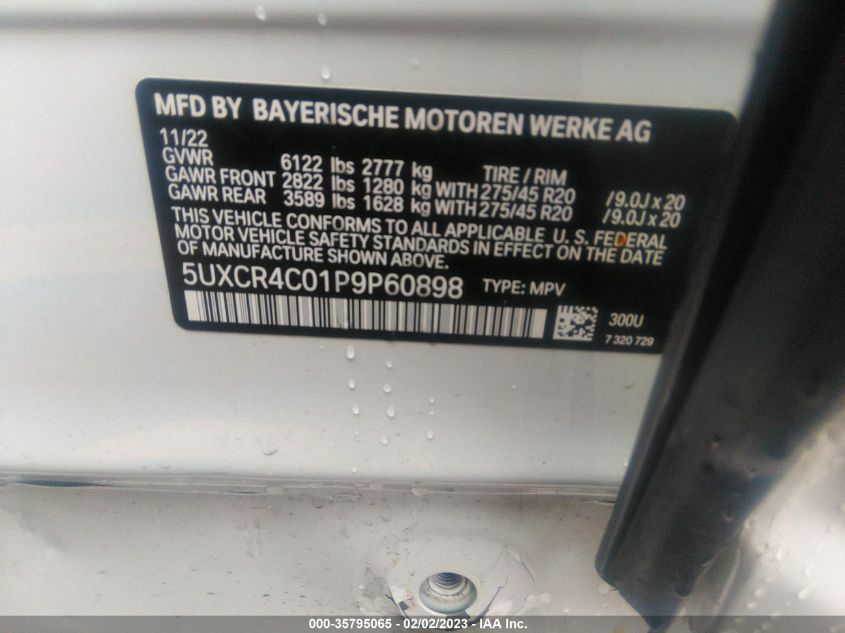 MFD BY BAYERISCHE MOTOREN WERKE AG
11/22
GVWR 6122 lbs 2777 kg TIRE / RIM
GAWR FRONT 2822 lbs 1280 kg WITH 275/45 R20 /9.0J x 20
GAWR REAR 3589 lbs 1628 kg WITH 275/45 R20 /9.0J x 20
THIS VEHICLE CONFORMS TO ALL APPLICABLE U. S. FEDERAL
MOTOR VEHICLE SAFETY STANDARDS IN EFFECT ON THE DATE
OF MANUFACTURE SHOWN ABOVE.
5UXCR4C01P9P60898 TYPE: MPV
300U
7 320 729
000-35795065 - 02/02/2023 - IAA Inc.